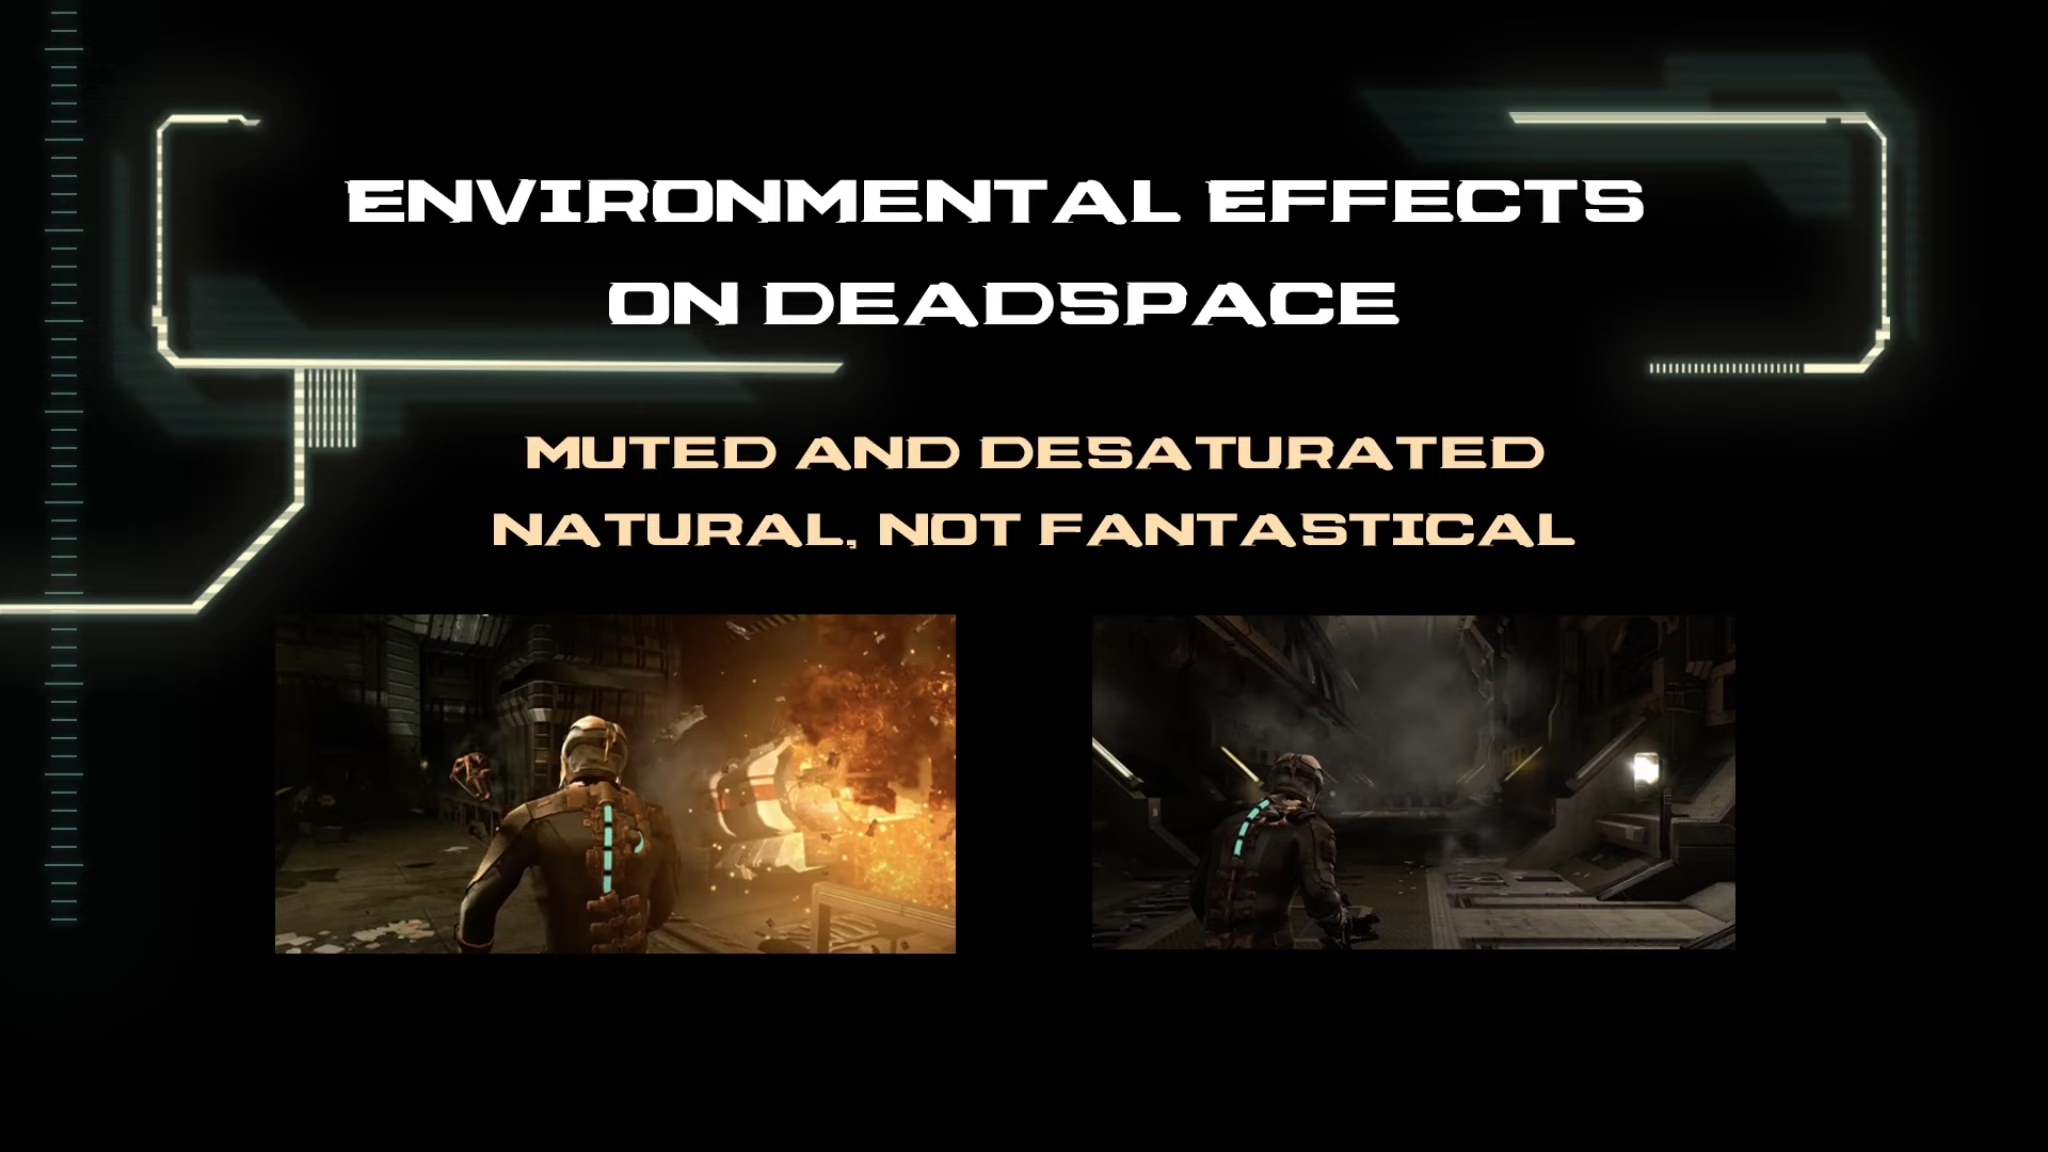 ENVIRONMENTAL EFFECTS
ON DEADSPACE
MUTED AND DESATURATED
NATURAL, NOT FANTASTICAL